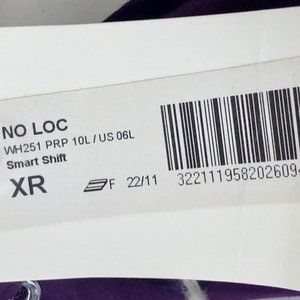 NO LOC
WH251 PRP 10L / US 06L
Smart Shift
XR F 22/11
3221119582026094